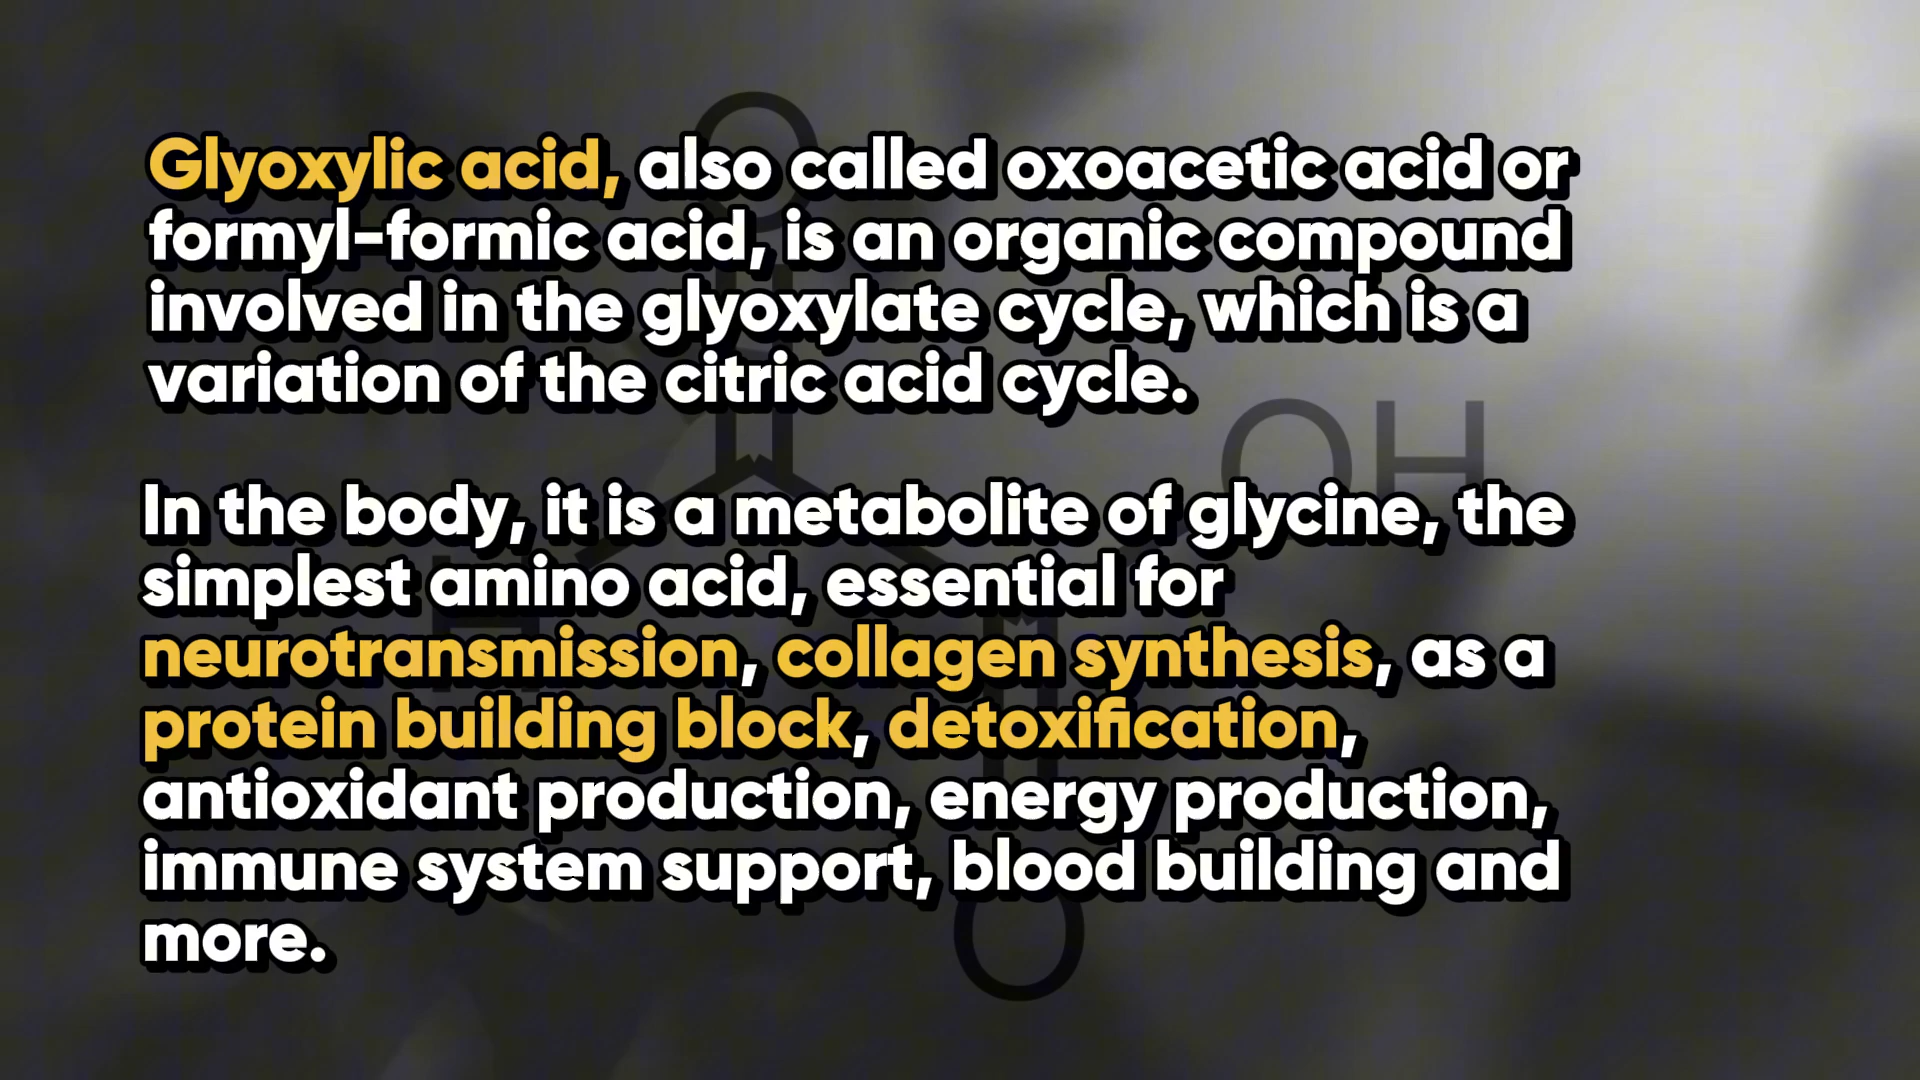 Glyoxylic acid, also called oxoacetic acid or
formyl-formic acid, is an organic compound
involved in the glyoxylate cycle, which is a
variation of the citric acid cycle.
In the body, it is a metabolite of glycine, the
simplest amino acid, essential for
neurotransmission, collagen synthesis, as a
protein building block, detoxification,
antioxidant production, energy production,
immune system support, blood building and
more.
O
OH
H
O